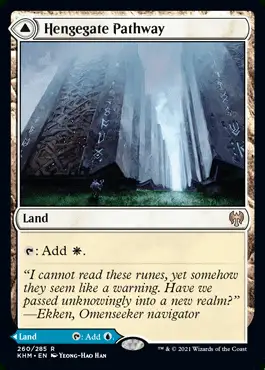 Hengegate Pathway
Land
: Add .
“I cannot read these runes, yet somehow
they seem like a warning. Have we
passed unknowingly into a new realm?”
—Ekken, Omenseeker navigator
Land : Add
260/285 R
KHM • EN Yeong-Hao Han
™ & © 2021 Wizards of the Coast